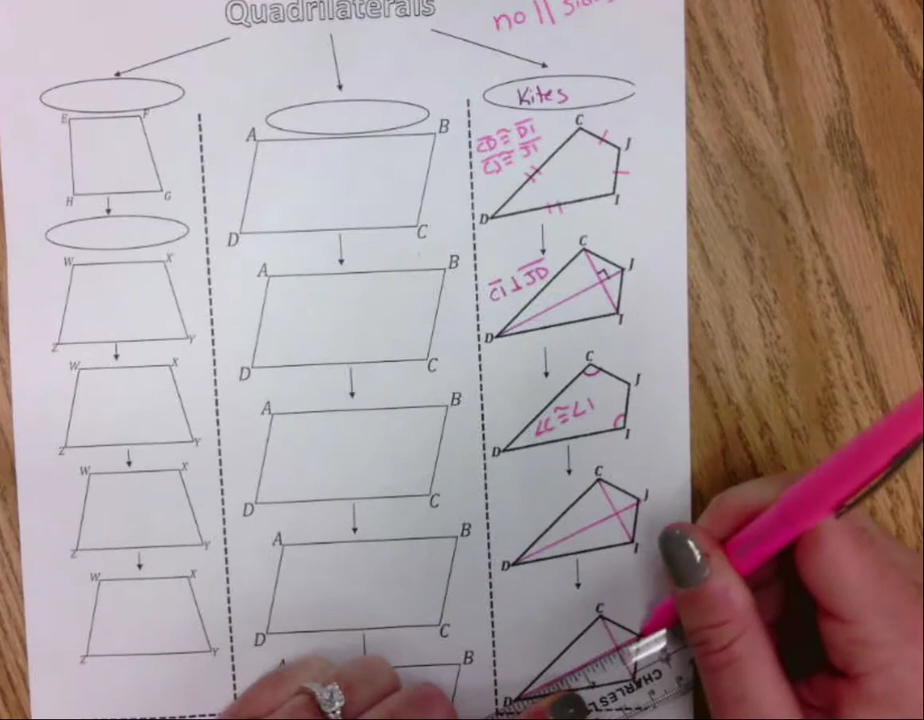 Quadrilaterals
no || sides
Kites
E F
H G
W X
Z Y
W X
Z Y
W X
Z Y
W X
Z Y
A B
D C
A B
D C
A B
D C
A B
D C
B
CD ≅ DI
CJ ≅ JI
C
J
D I
CI ⊥ JD
C
J
D I
∠C ≅ ∠I
C
J
D I
C
J
D I
C
D
CHARLES